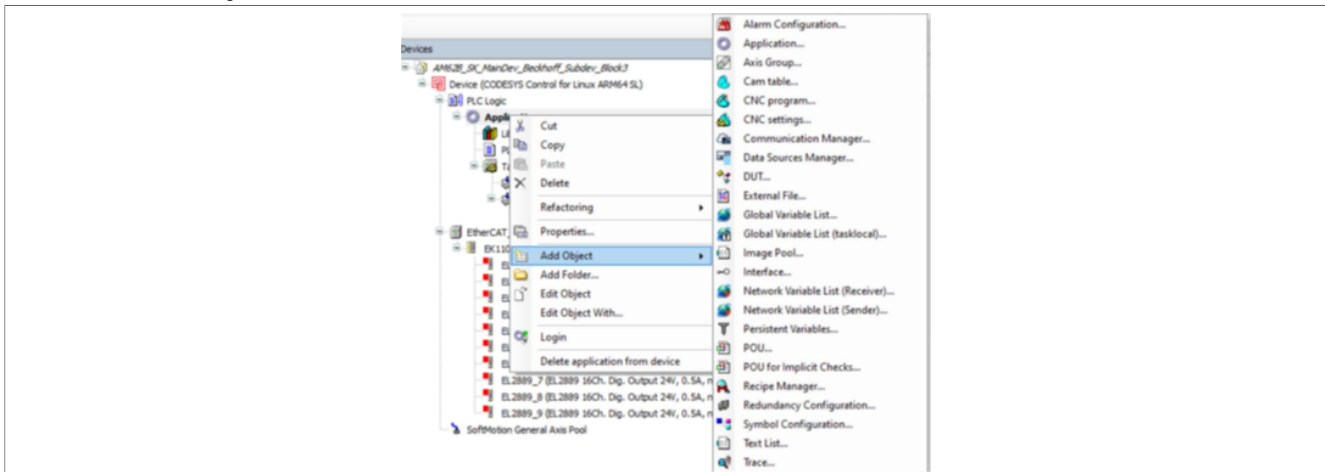 Devices
AM62B_SK_MainDev_Beckhoff_Subdev_Block3
Device (CODESYS Control for Linux ARM64 SL)
PLC Logic
Appli
EtherCAT_
EK110
EL2889_7 (EL2889 16Ch. Dig. Output 24V, 0.5A, n
EL2889_8 (EL2889 16Ch. Dig. Output 24V, 0.5A, n
EL2889_9 (EL2889 16Ch. Dig. Output 24V, 0.5A, n
SoftMotion General Axis Pool
Cut
Copy
Paste
Delete
Refactoring
Properties...
Add Object
Add Folder...
Edit Object
Edit Object With...
Login
Delete application from device
Alarm Configuration...
Application...
Axis Group...
Cam table...
CNC program...
CNC settings...
Communication Manager...
Data Sources Manager...
DUT...
External File...
Global Variable List...
Global Variable List (tasklocal)...
Image Pool...
Interface...
Network Variable List (Receiver)...
Network Variable List (Sender)...
Persistent Variables...
POU...
POU for Implicit Checks...
Recipe Manager...
Redundancy Configuration...
Symbol Configuration...
Text List...
Trace...